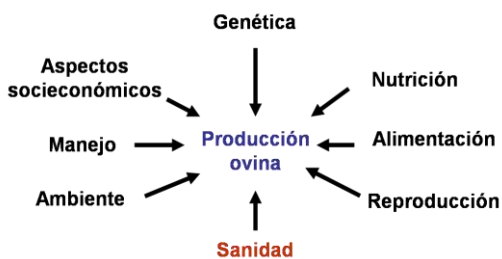 Genética
Aspectos
socieconómicos
Nutrición
Manejo
Producción
ovina
Alimentación
Ambiente
Reproducción
Sanidad